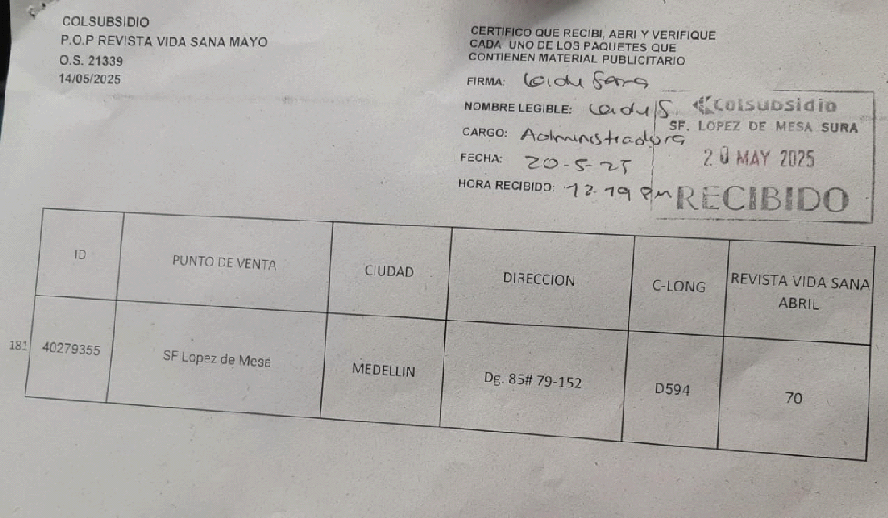 COLSUBSIDIO
P.O.P REVISTA VIDA SANA MAYO
O.S. 21339
14/05/2025
CERTIFICO QUE RECIBI, ABRI Y VERIFIQUE
CADA UNO DE LOS PAQUETES QUE
CONTIENEN MATERIAL PUBLICITARIO
FIRMA:
NOMBRE LEGIBLE:
CARGO: Administradora
FECHA: 20-5-25
HORA RECIBIDO:
Colsubsidio
SF. LOPEZ DE MESA SURA
20 MAY 2025
RECIBIDO
ID PUNTO DE VENTA CIUDAD DIRECCION C-LONG REVISTA VIDA SANA
ABRIL
181 40279355 SF Lopez de Mesa MEDELLIN Dg. 85# 79-152 D594 70